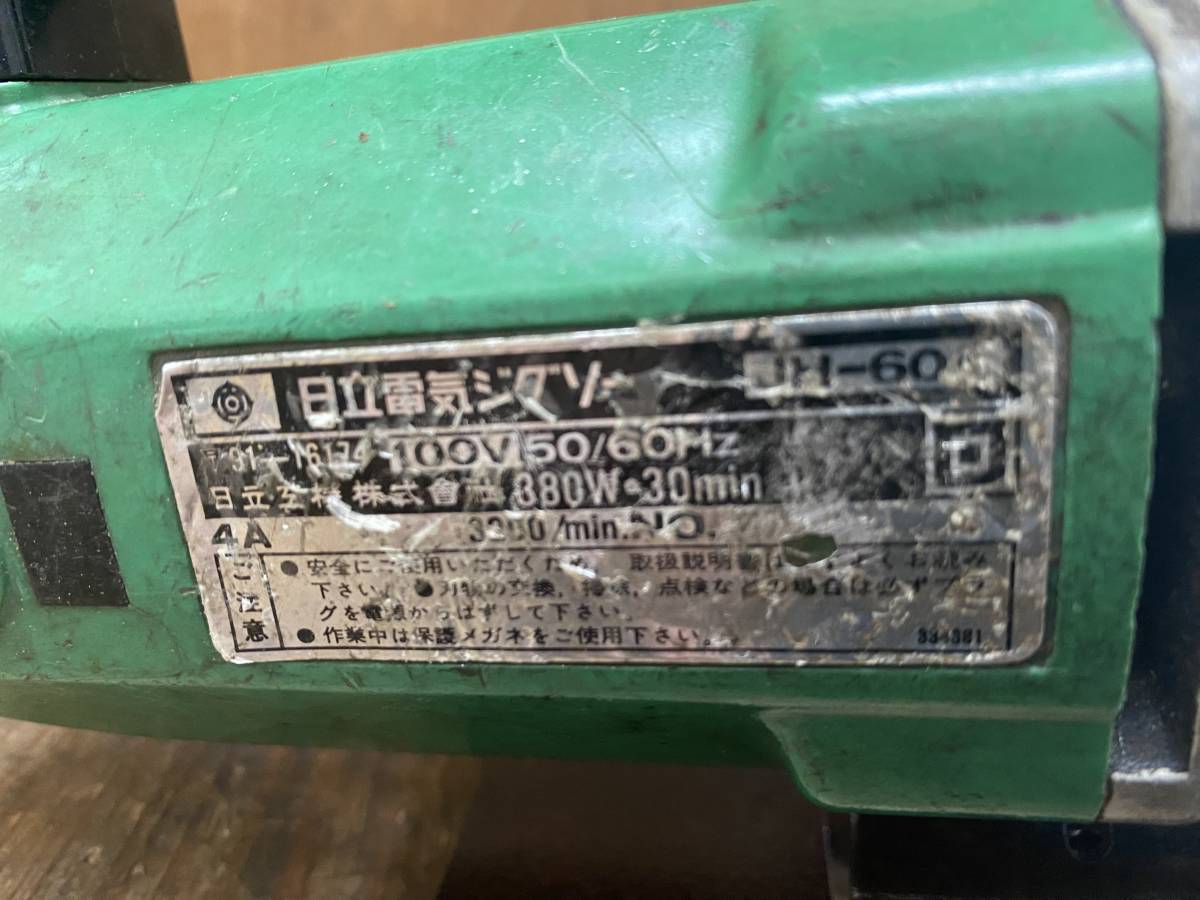 日立電気ジグソー
-60
91-16174 100V 50/60Hz
日立工機株式會社 380W・30min
4A /min. NO.
ご注意
● 安全にご使用いただくため、取扱説明書は よくお読み
下さい。●刃物の交換, 掃除, 点検などの場合は必ずプラ
グを電源からはずして下さい。
● 作業中は保護メガネをご使用下さい。
334381